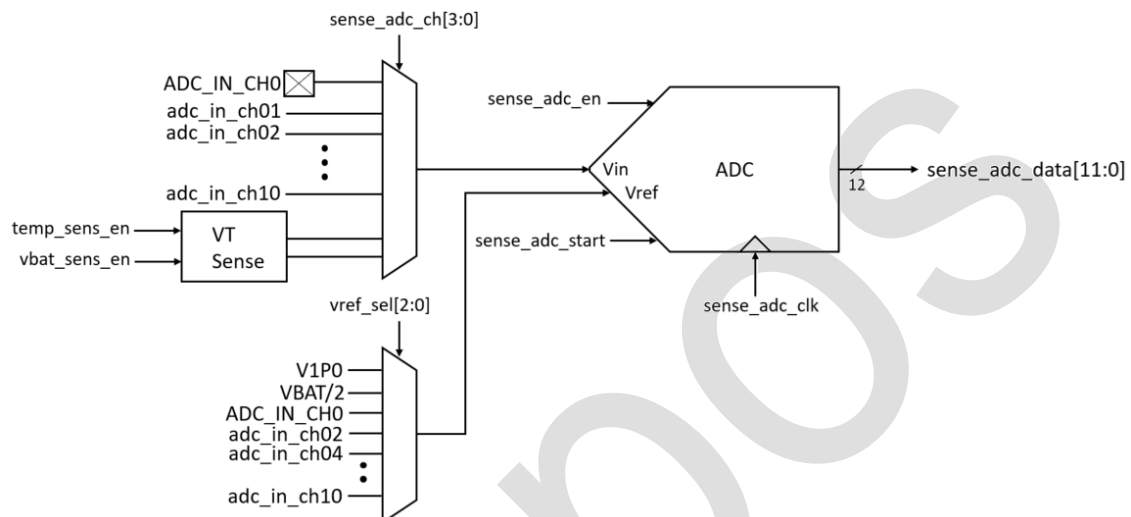 sense_adc_ch[3:0]
ADC_IN_CH0
adc_in_ch01
adc_in_ch02
adc_in_ch10
temp_sens_en
vbat_sens_en
VT
Sense
sense_adc_en
Vin
Vref
ADC
12
sense_adc_data[11:0]
sense_adc_start
sense_adc_clk
vref_sel[2:0]
V1P0
VBAT/2
ADC_IN_CH0
adc_in_ch02
adc_in_ch04
adc_in_ch10